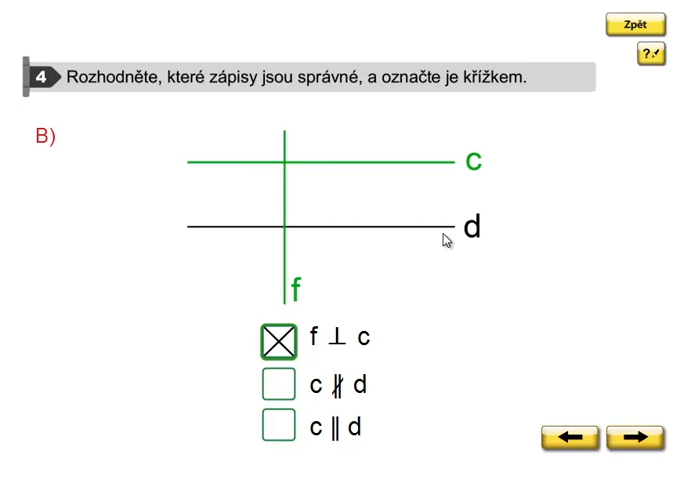 Zpět
?
4 Rozhodněte, které zápisy jsou správné, a označte je křížkem.
B)
c
d
f
f ⊥ c
c ∦ d
c ∥ d